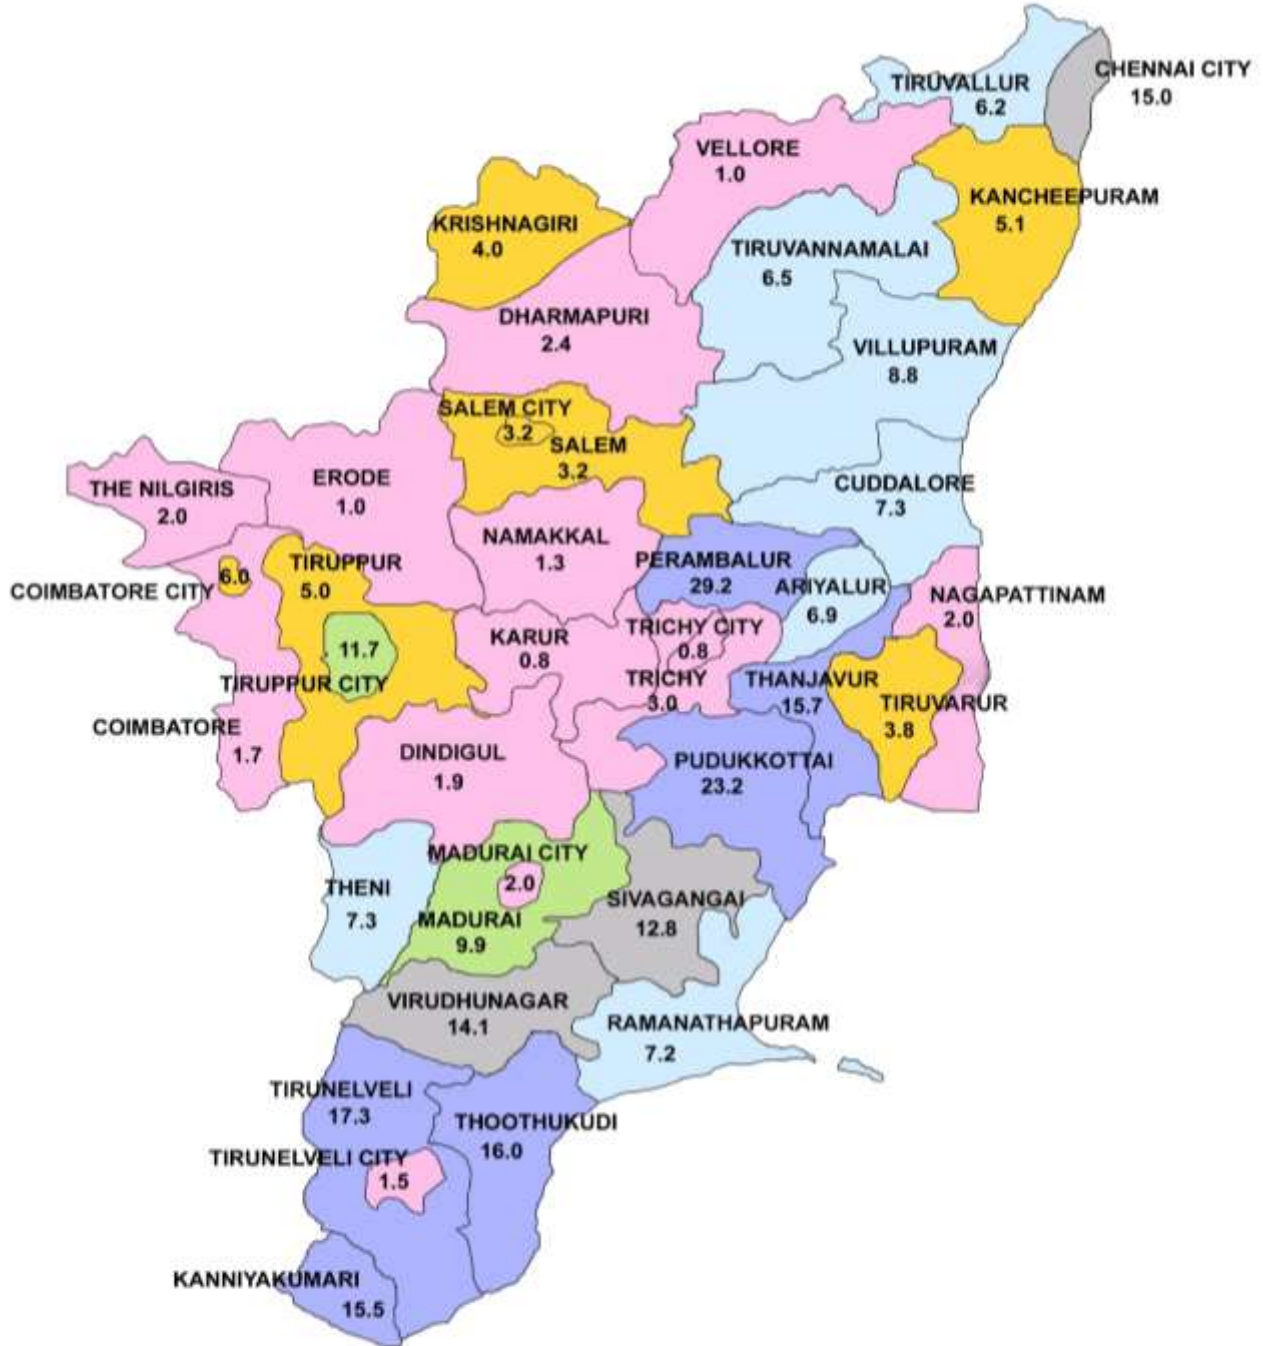 CHENNAI CITY
15.0
TIRUVALLUR
6.2
VELLORE
1.0
KANCHEEPURAM
5.1
KRISHNAGIRI
4.0
TIRUVANNAMALAI
6.5
DHARMAPURI
2.4
VILLUPURAM
8.8
SALEM CITY
3.2
SALEM
3.2
ERODE
1.0
THE NILGIRIS
2.0
CUDDALORE
7.3
NAMAKKAL
1.3
PERAMBALUR
29.2
TIRUPPUR
5.0
6.0
COIMBATORE CITY
ARIYALUR
6.9
NAGAPATTINAM
2.0
KARUR
0.8
TRICHY CITY
0.8
11.7
TIRUPPUR CITY
TRICHY
3.0
THANJAVUR
15.7
TIRUVARUR
3.8
COIMBATORE
1.7
DINDIGUL
1.9
PUDUKKOTTAI
23.2
MADURAI CITY
2.0
THENI
7.3
SIVAGANGAI
12.8
MADURAI
9.9
VIRUDHUNAGAR
14.1
RAMANATHAPURAM
7.2
TIRUNELVELI
17.3
THOOTHUKUDI
16.0
TIRUNELVELI CITY
1.5
KANNIYAKUMARI
15.5